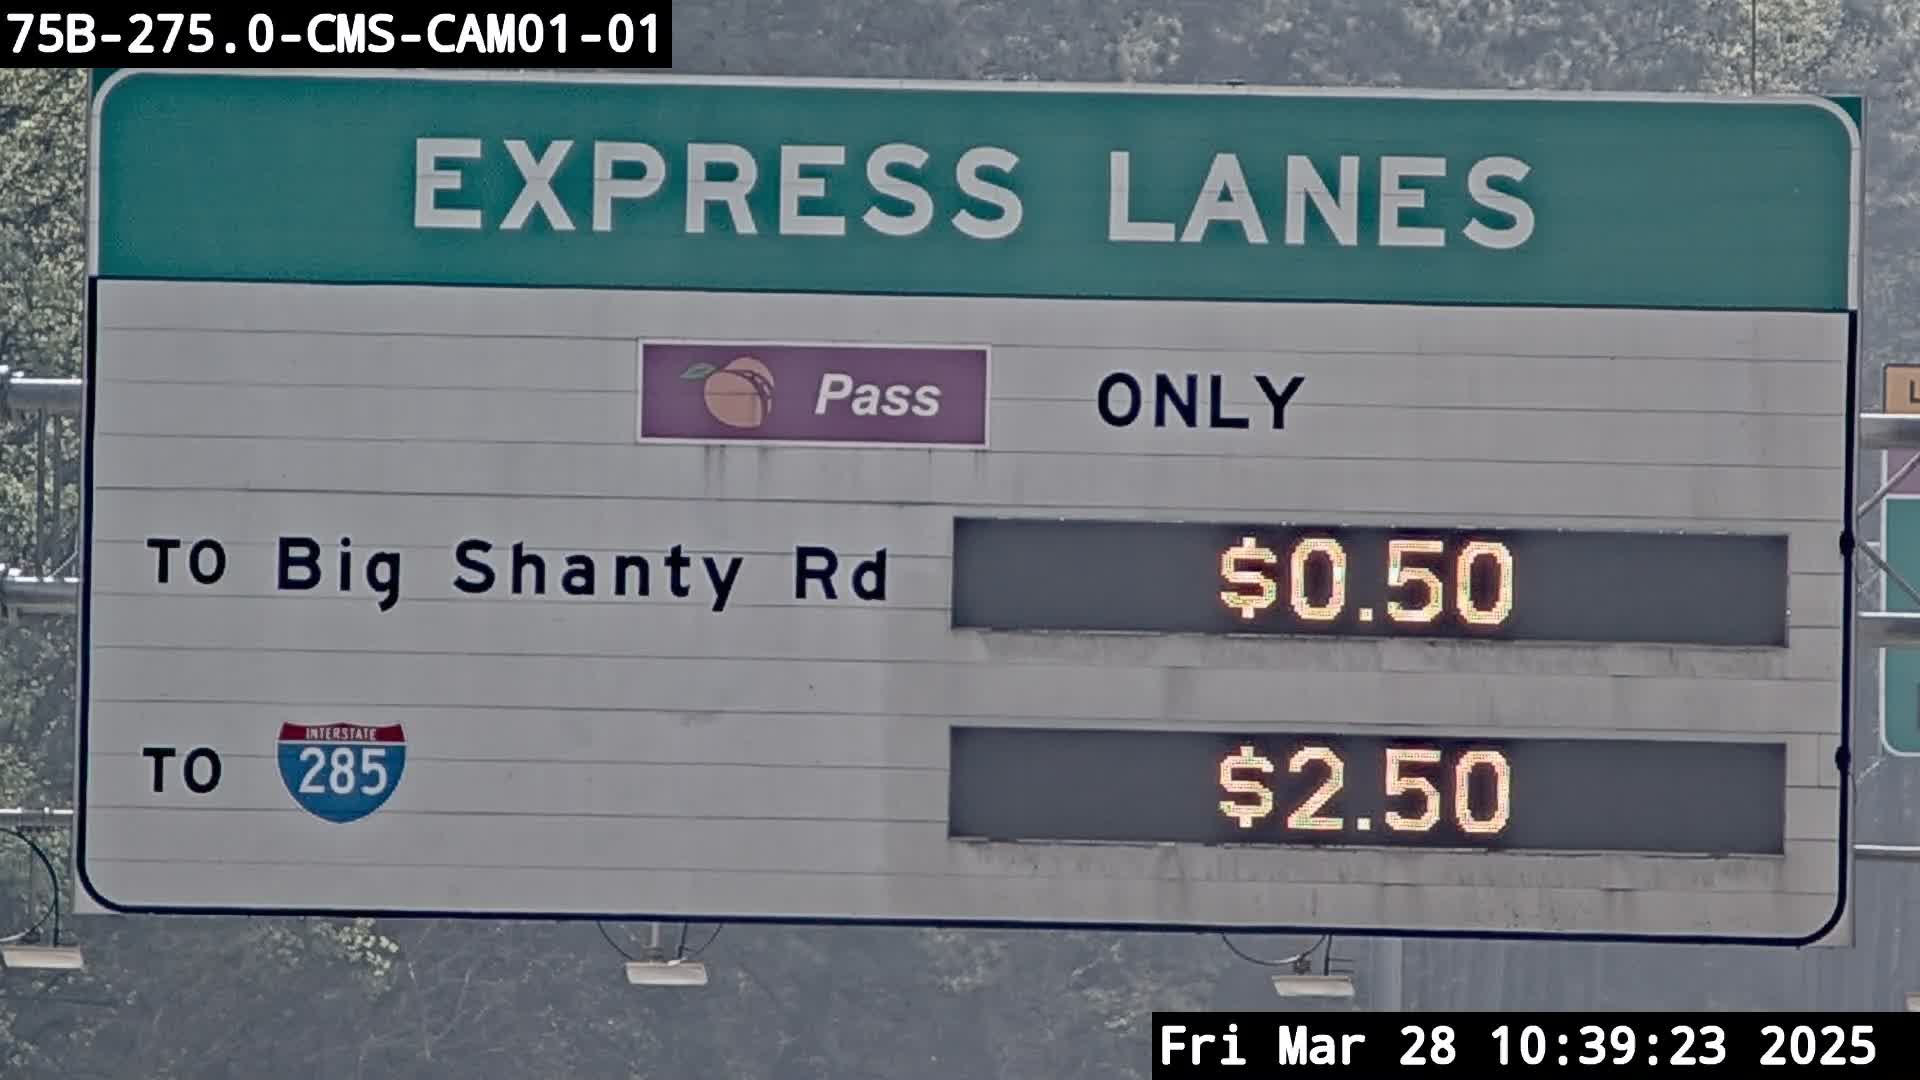 75B-275.0-CMS-CAM01-01
EXPRESS LANES
Pass ONLY
TO Big Shanty Rd $0.50
TO INTERSTATE 285 $2.50
Fri Mar 28 10:39:23 2025